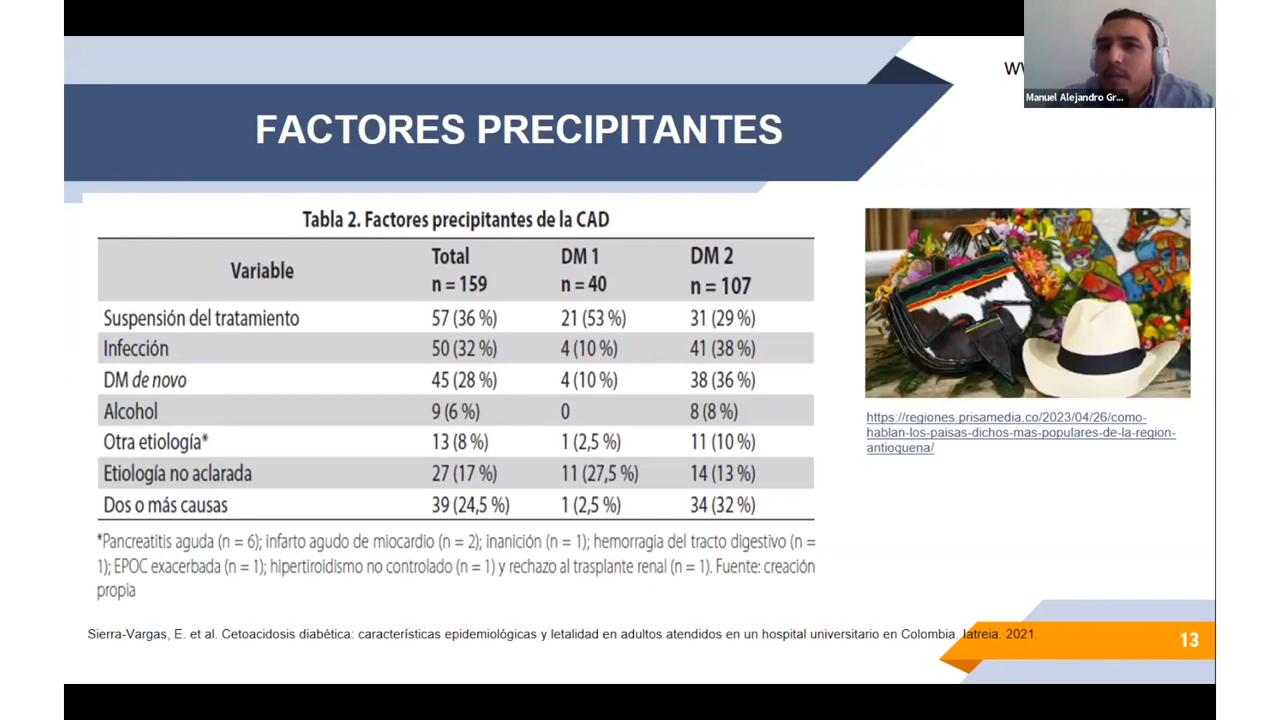 FACTORES PRECIPITANTES
Manuel Alejandro Gr...
Tabla 2. Factores precipitantes de la CAD
Variable Total n = 159 DM 1 n = 40 DM 2 n = 107
Suspensión del tratamiento 57 (36 %) 21 (53 %) 31 (29 %)
Infección 50 (32 %) 4 (10 %) 41 (38 %)
DM de novo 45 (28 %) 4 (10 %) 38 (36 %)
Alcohol 9 (6 %) 0 8 (8 %)
Otra etiología* 13 (8 %) 1 (2,5 %) 11 (10 %)
Etiología no aclarada 27 (17 %) 11 (27,5 %) 14 (13 %)
Dos o más causas 39 (24,5 %) 1 (2,5 %) 34 (32 %)
*Pancreatitis aguda (n = 6); infarto agudo de miocardio (n = 2); inanición (n = 1); hemorragia del tracto digestivo (n =
1); EPOC exacerbada (n = 1); hipertiroidismo no controlado (n = 1) y rechazo al trasplante renal (n = 1). Fuente: creación
propia
https://regiones.prisamedia.co/2023/04/26/como-
hablan-los-paisas-dichos-mas-populares-de-la-region-
antioquena/
Sierra-Vargas, E. et al. Cetoacidosis diabética: características epidemiológicas y letalidad en adultos atendidos en un hospital universitario en Colombia. Iatreia. 2021.
13